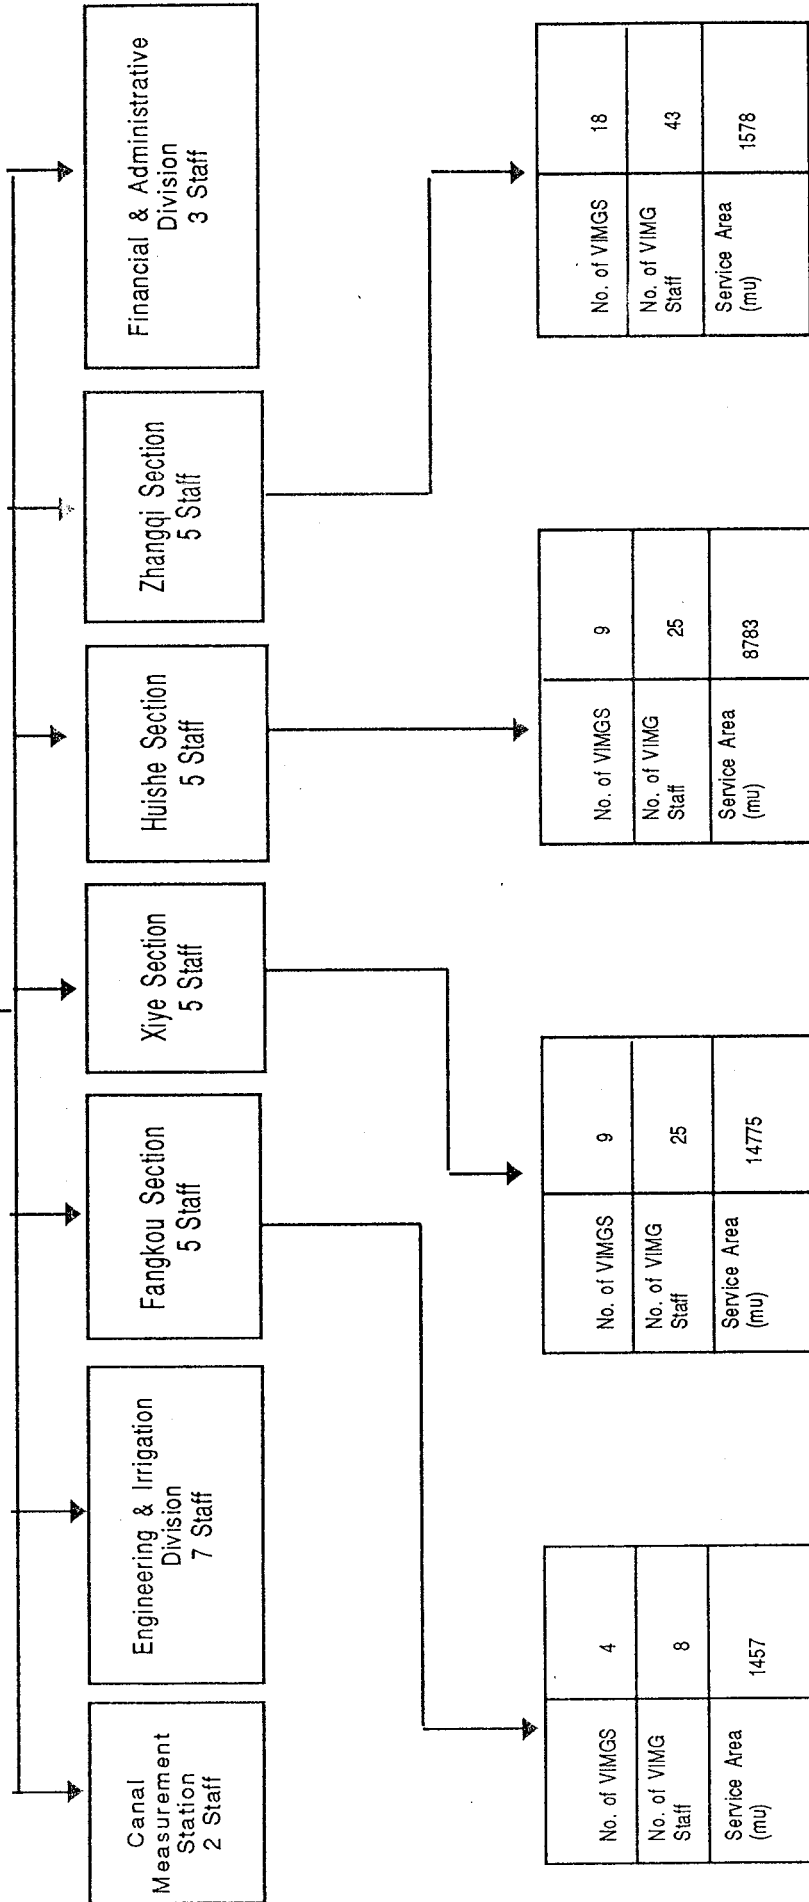 Canal
Measurement
Station
2 Staff
Engineering & Irrigation
Division
7 Staff
Fangkou Section
5 Staff
Xiye Section
5 Staff
Huishe Section
5 Staff
Zhangqi Section
5 Staff
Financial & Administrative
Division
3 Staff
No. of VIMGS 4
No. of VIMG
Staff 8
Service Area
(mu) 1457
No. of VIMGS 9
No. of VIMG
Staff 25
Service Area
(mu) 14775
No. of VIMGS 9
No. of VIMG
Staff 25
Service Area
(mu) 8783
No. of VIMGS 18
No. of VIMG
Staff 43
Service Area
(mu) 1578